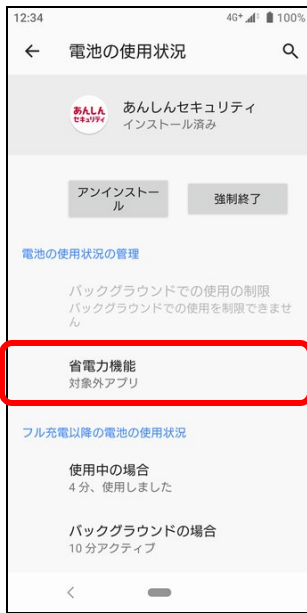 12:34 4G+ 100%
電池の使用状況
あんしん
セキュリティ
あんしんセキュリティ
インストール済み
アンインストー
ル
強制終了
電池の使用状況の管理
バックグラウンドでの使用の制限
バックグラウンドでの使用を制限できませ
ん
省電力機能
対象外アプリ
フル充電以降の電池の使用状況
使用中の場合
4 分、使用しました
バックグラウンドの場合
10 分アクティブ